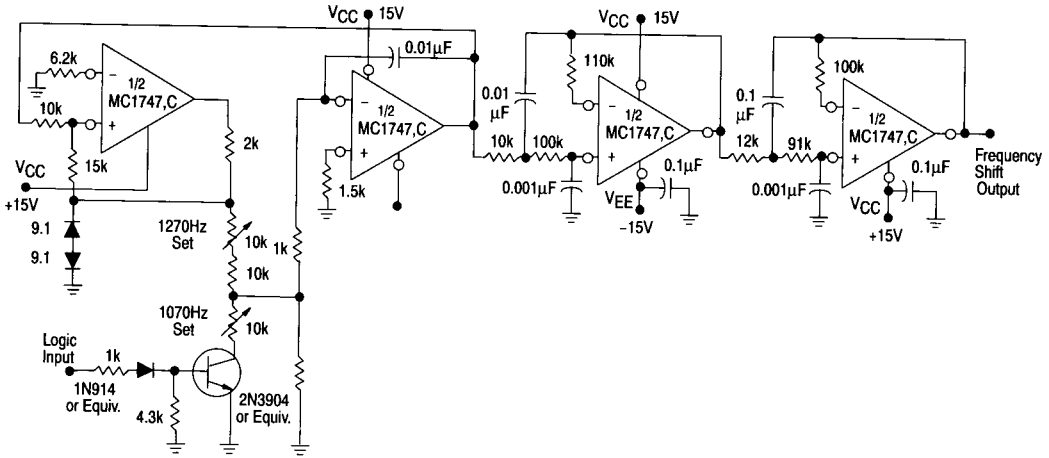 VCC 15V
0.01µF
6.2k
1/2
MC1747,C
10k
15k
2k
VCC
+15V
9.1
9.1
1270Hz
Set
10k
10k
1070Hz
Set
10k
Logic
Input
1k
1N914
or Equiv.
4.3k
2N3904
or Equiv.
1k
1/2
MC1747,C
1.5k
0.01
µF
10k
100k
0.001µF
110k
VCC 15V
1/2
MC1747,C
0.1µF
VEE
–15V
0.1
µF
12k
91k
0.001µF
100k
1/2
MC1747,C
0.1µF
VCC
+15V
Frequency
Shift
Output